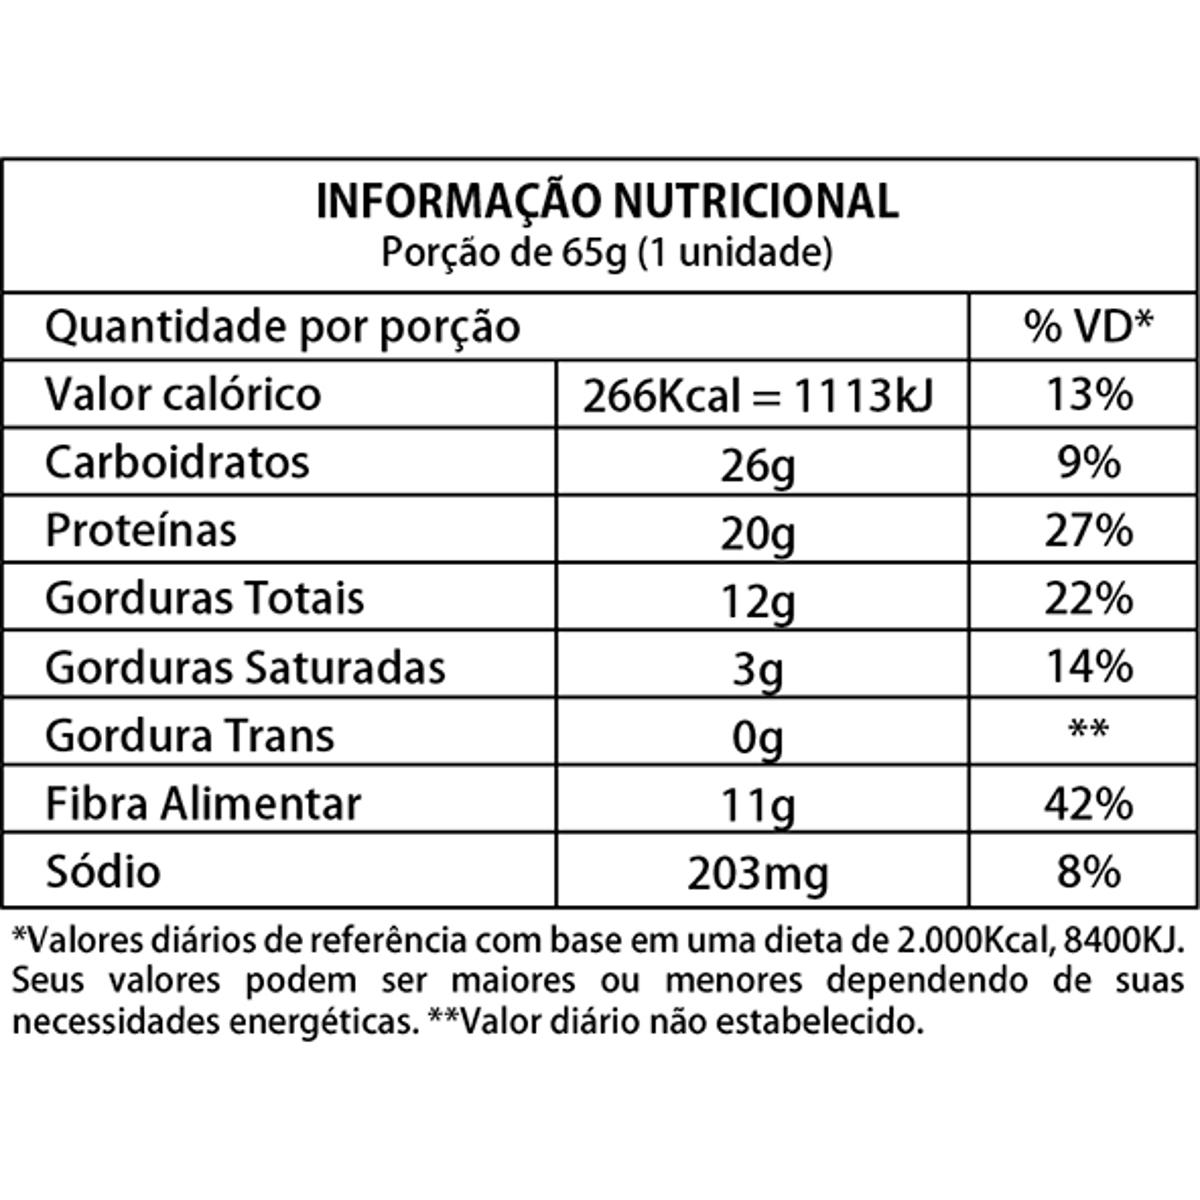 INFORMAÇÃO NUTRICIONAL
Porção de 65g (1 unidade)
Quantidade por porção % VD*
Valor calórico 266Kcal = 1113kJ 13%
Carboidratos 26g 9%
Proteínas 20g 27%
Gorduras Totais 12g 22%
Gorduras Saturadas 3g 14%
Gordura Trans 0g **
Fibra Alimentar 11g 42%
Sódio 203mg 8%
*Valores diários de referência com base em uma dieta de 2.000Kcal, 8400KJ.
Seus valores podem ser maiores ou menores dependendo de suas
necessidades energéticas. **Valor diário não estabelecido.